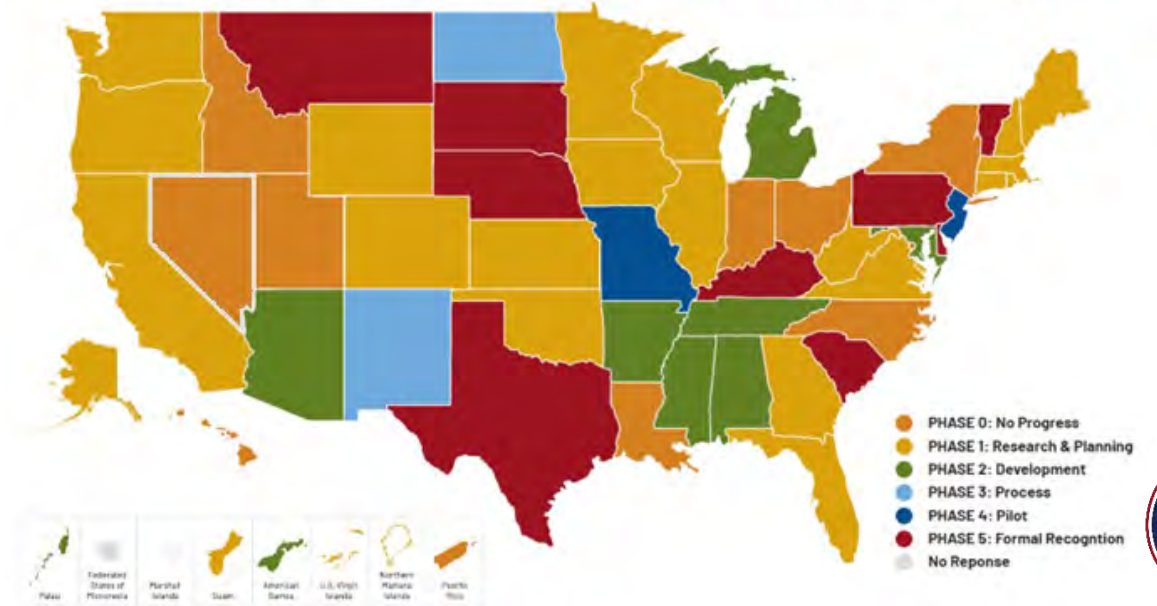 PHASE 0: No Progress
PHASE 1: Research & Planning
PHASE 2: Development
PHASE 3: Process
PHASE 4: Pilot
PHASE 5: Formal Recogntion
No Reponse
Palau
Federated
States of
Micronesia
Marshall
Islands
Guam
American
Samoa
U.S. Virgin
Islands
Northern
Mariana
Islands
Puerto
Rico